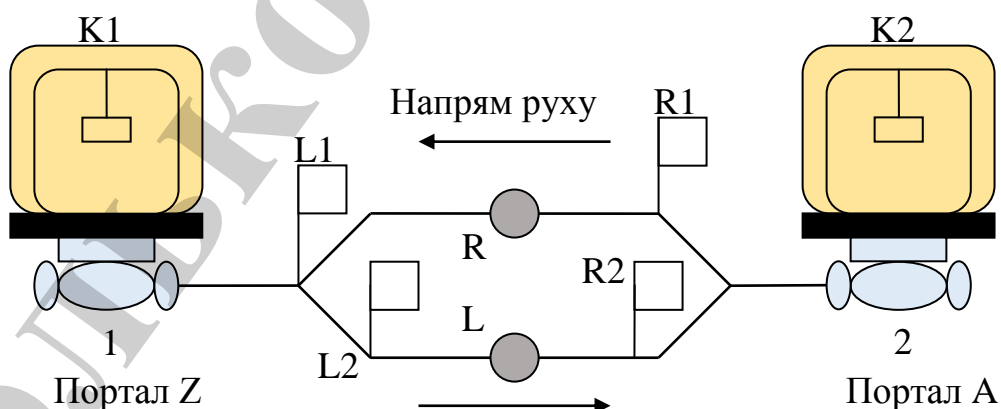 K1
K2
Напрям руху
R1
L1
R
R2
L
L2
1
2
Портал Z
Портал A